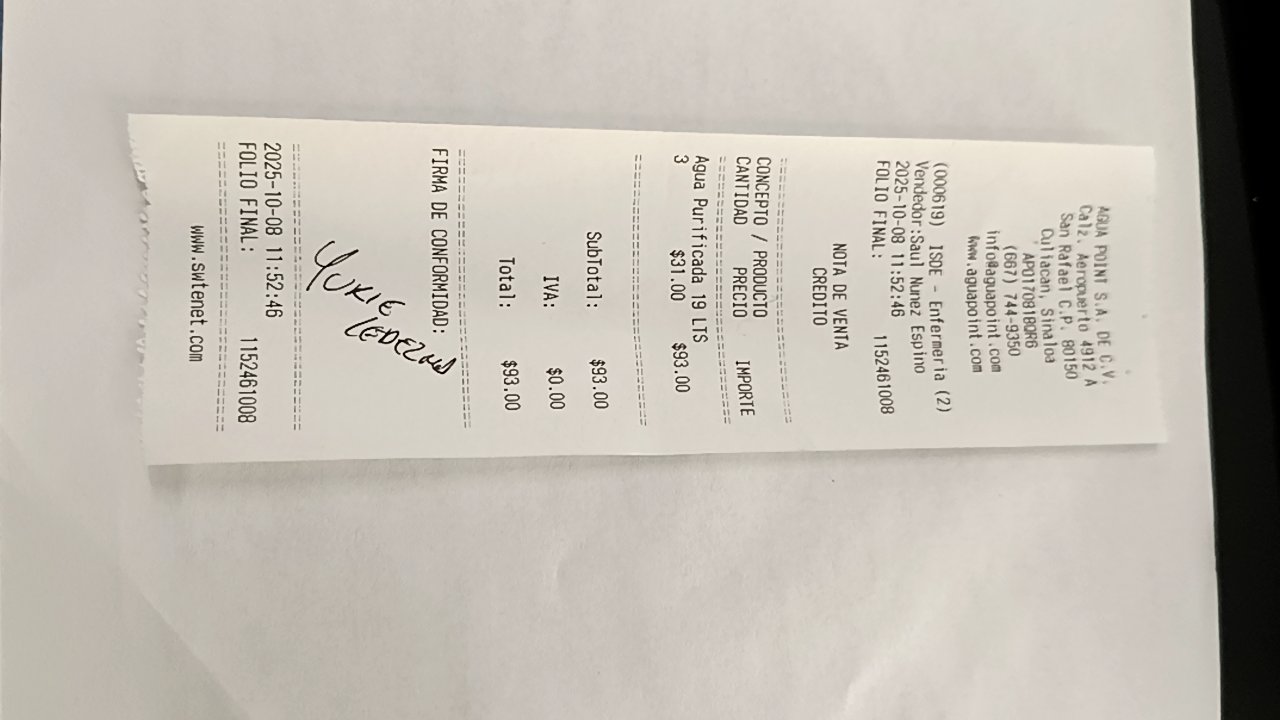 AGUA POINT S.A. DE C.V.
Calz. Aeropuerto 4912 A
San Rafael C.P. 80150
Culiacan, Sinaloa
APO170918QR6
(667) 744-9350
info@aguapoint.com
www.aguapoint.com
(000619) ISDE - Enfermeria (2)
Vendedor:Saul Nunez Espino
2025-10-08 11:52:46
FOLIO FINAL: 1152461008
NOTA DE VENTA
CREDITO
CONCEPTO / PRODUCTO
CANTIDAD PRECIO IMPORTE
Agua Purificada 19 LTS
3 $31.00 $93.00
SubTotal: $93.00
IVA: $0.00
Total: $93.00
FIRMA DE CONFORMIDAD:
YUKIE
LEDEZMA
2025-10-08 11:52:46
FOLIO FINAL: 1152461008
www.swtenet.com